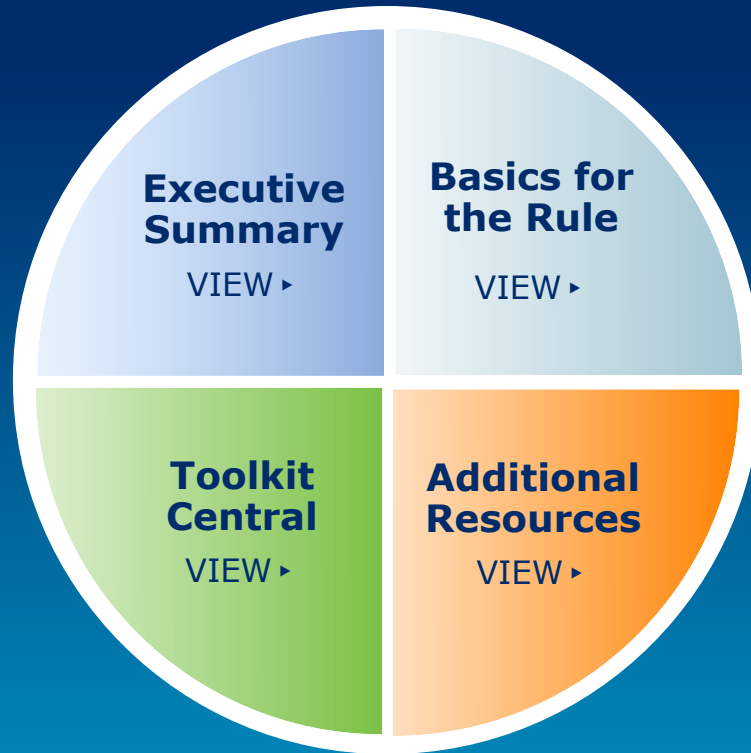 Executive
Summary
VIEW ▸
Basics for
the Rule
VIEW ▸
Toolkit
Central
VIEW ▸
Additional
Resources
VIEW ▸